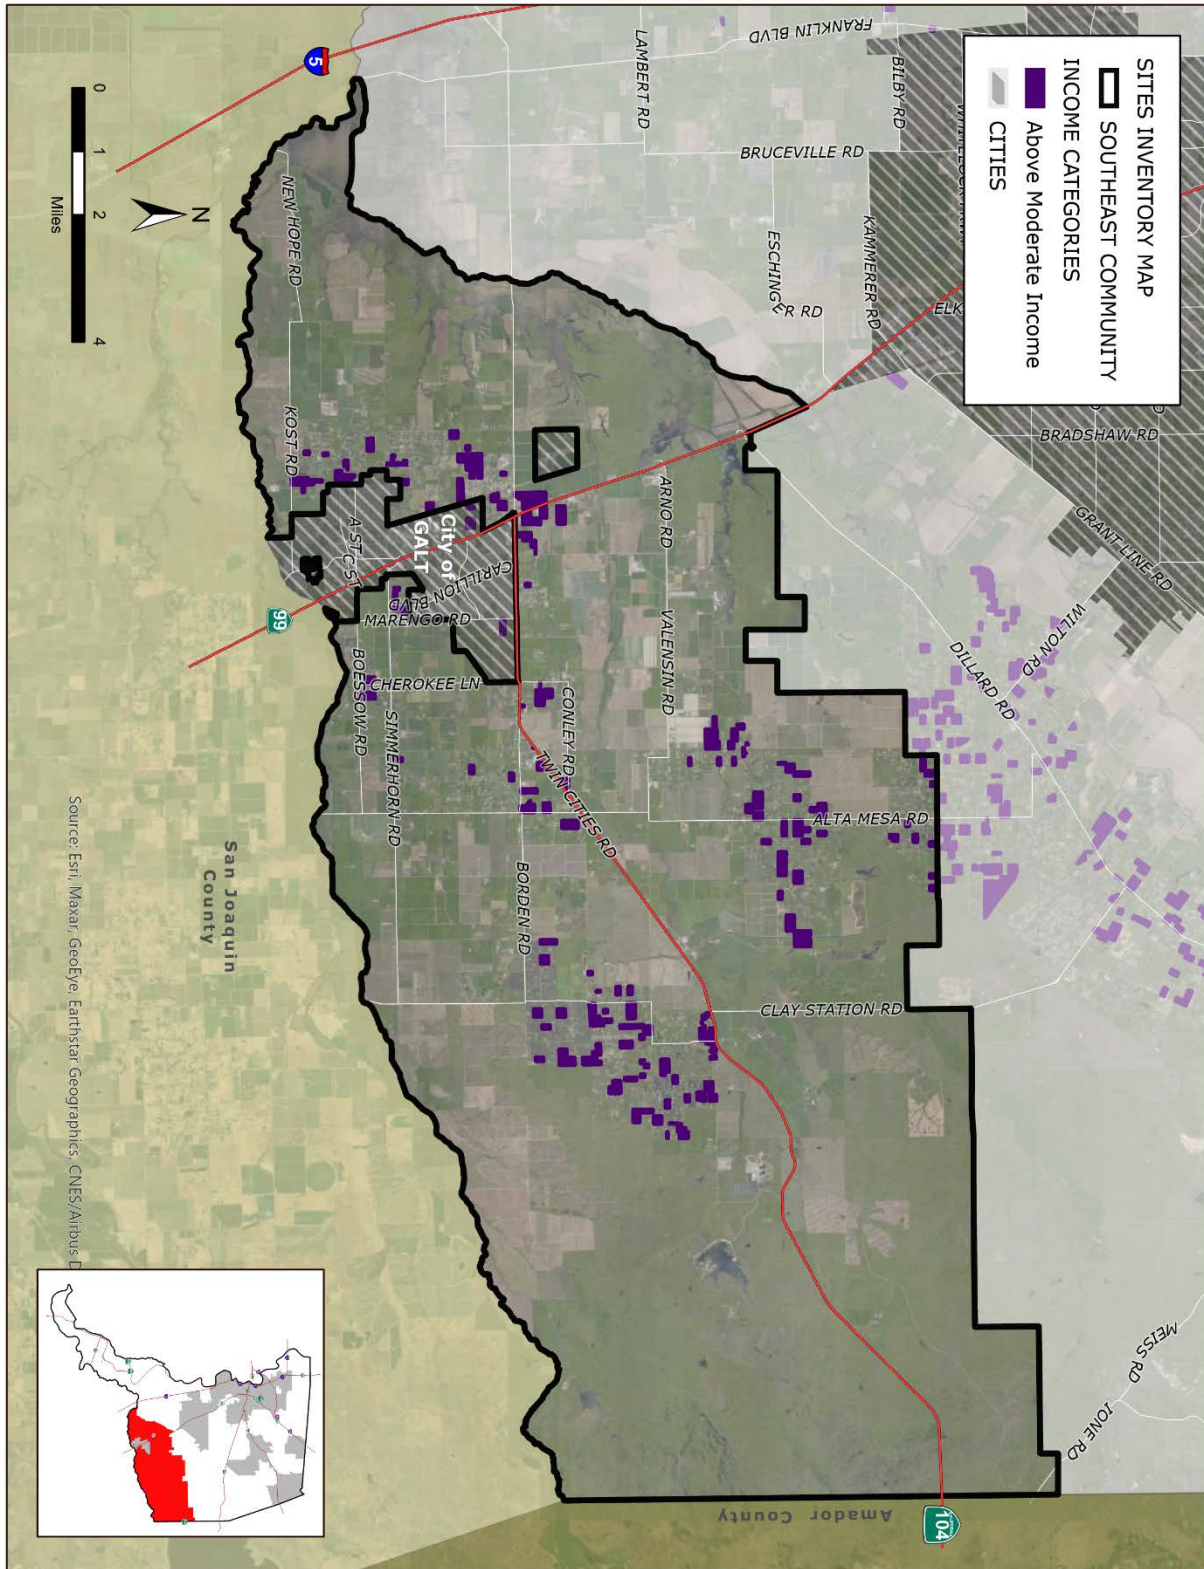 SITES INVENTORY MAP
SOUTHEAST COMMUNITY
INCOME CATEGORIES
Above Moderate Income
CITIES
FRANKLIN BLVD
LAMBERT RD
BILBY RD
BRUCEVILLE RD
KAMMERER RD
ESCHINGER RD
ELK
BRADSHAW RD
GRANT LINE RD
WILTON RD
DILLARD RD
5
NEW HOPE RD
KOST RD
ARNO RD
VALENSIN RD
City of
GALT
A ST
C ST
CARILLION BLVD
MARENGO RD
99
CHEROKEE LN
BOESSOW RD
SIMMERHORN RD
CONLEY RD
TWIN CITIES RD
ALTA MESA RD
BORDEN RD
CLAY STATION RD
MEISS RD
IONE RD
104
Amador County
San Joaquin
County
N
0 1 2 4
Miles
Source: Esri, Maxar, GeoEye, Earthstar Geographics, CNES/Airbus D